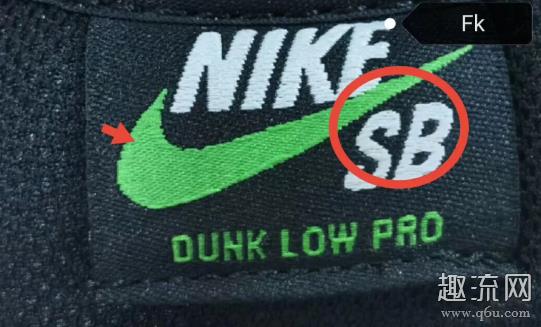 Fk
NIKE
SB
DUNK LOW PRO
趣流网
www.q6u.com